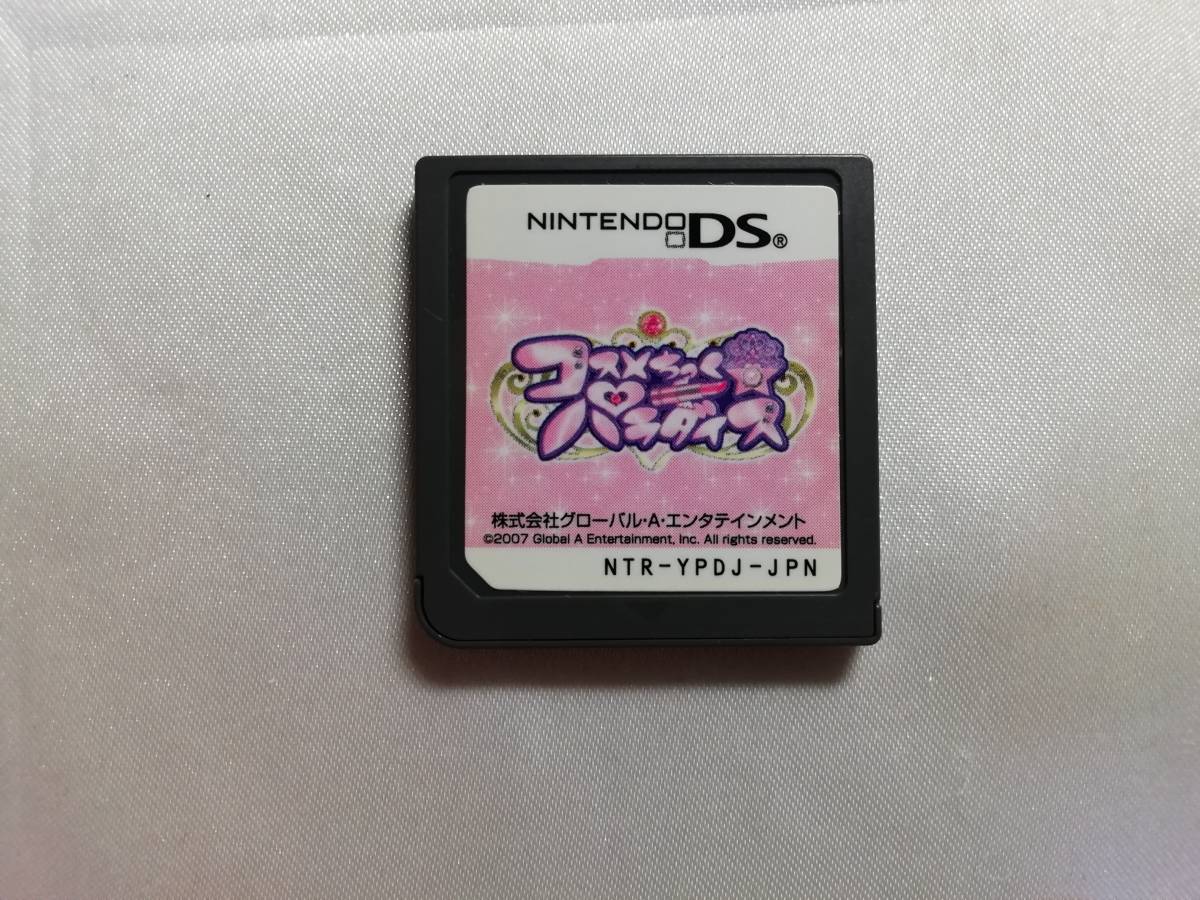 NINTENDO DS®
コスメちっく
パラダイス
株式会社グローバル・A・エンタテインメント
©2007 Global A Entertainment, Inc. All rights reserved.
NTR-YPDJ-JPN